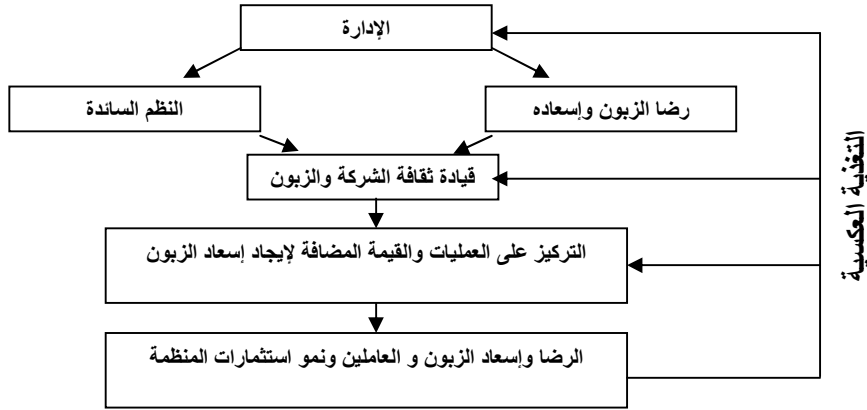 الإدارة
رضا الزبون وإسعاده
النظم السائدة
قيادة ثقافة الشركة والزبون
التركيز على العمليات والقيمة المضافة لإيجاد إسعاد الزبون
الرضا وإسعاد الزبون و العاملين ونمو استثمارات المنظمة
التغذية العكسية